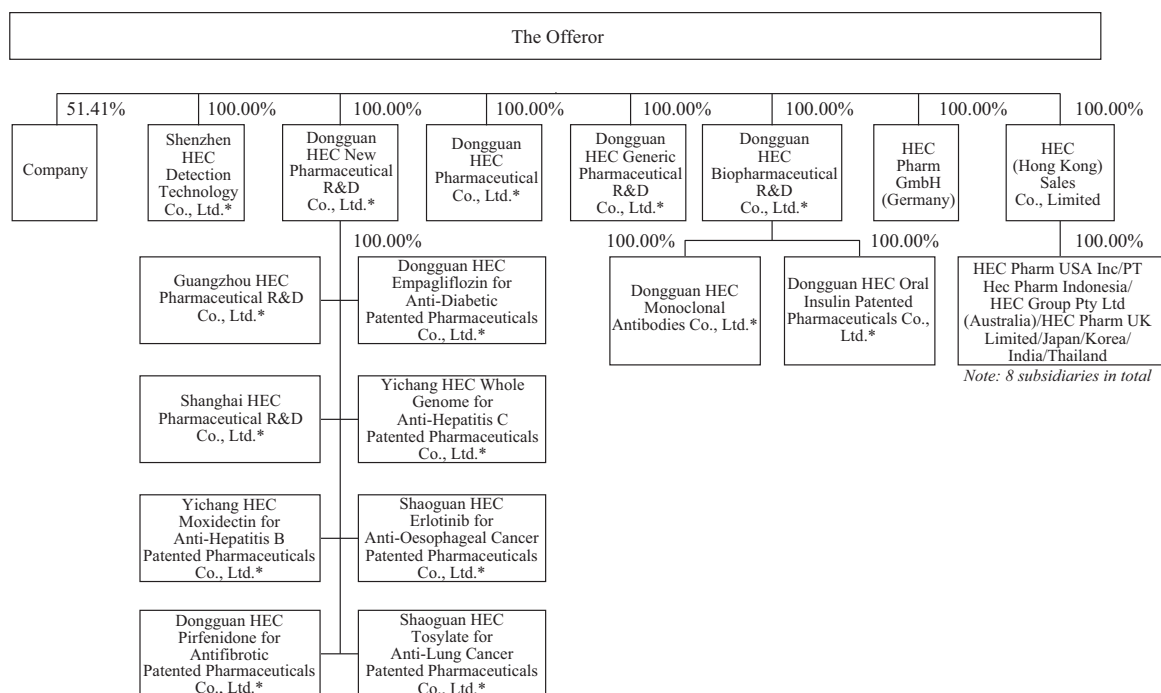 The Offeror
51.41%
100.00%
100.00%
100.00%
100.00%
100.00%
100.00%
100.00%
Company
Shenzhen
HEC
Detection
Technology
Co., Ltd.*
Dongguan
HEC New
Pharmaceutical
R&D
Co., Ltd.*
Dongguan
HEC
Pharmaceutical
Co., Ltd.*
Dongguan
HEC Generic
Pharmaceutical
R&D
Co., Ltd.*
Dongguan
HEC
Biopharmaceutical
R&D
Co., Ltd.*
HEC
Pharm
GmbH
(Germany)
HEC
(Hong Kong)
Sales
Co., Limited
100.00%
100.00%
100.00%
100.00%
Guangzhou HEC
Pharmaceutical R&D
Co., Ltd.*
Dongguan HEC
Empagliflozin for
Anti-Diabetic
Patented Pharmaceuticals
Co., Ltd.*
Dongguan HEC
Monoclonal
Antibodies Co., Ltd.*
Dongguan HEC Oral
Insulin Patented
Pharmaceuticals Co.,
Ltd.*
HEC Pharm USA Inc/PT
Hec Pharm Indonesia/
HEC Group Pty Ltd
(Australia)/HEC Pharm UK
Limited/Japan/Korea/
India/Thailand
Note: 8 subsidiaries in total
Shanghai HEC
Pharmaceutical R&D
Co., Ltd.*
Yichang HEC Whole
Genome for
Anti-Hepatitis C
Patented Pharmaceuticals
Co., Ltd.*
Yichang HEC
Moxidectin for
Anti-Hepatitis B
Patented Pharmaceuticals
Co., Ltd.*
Shaoguan HEC
Erlotinib for
Anti-Oesophageal Cancer
Patented Pharmaceuticals
Co., Ltd.*
Dongguan HEC
Pirfenidone for
Antifibrotic
Patented Pharmaceuticals
Co., Ltd.*
Shaoguan HEC
Tosylate for
Anti-Lung Cancer
Patented Pharmaceuticals
Co., Ltd.*